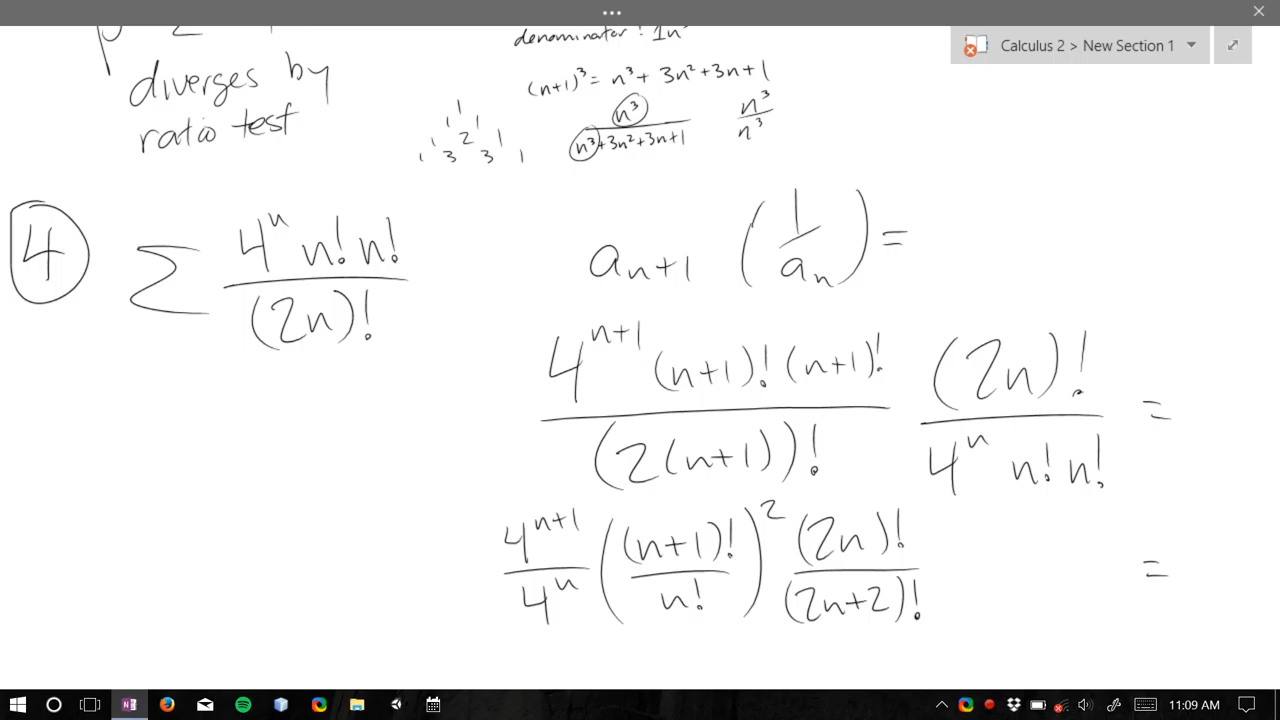 denominator: 1n³
diverges by
ratio test
(n+1)³ = n³ + 3n² + 3n + 1
n³ / (n³+3n²+3n+1)    n³ / n³
1
1 1
1 2 1
1 3 3 1
④ Σ 4ⁿ n! n! / (2n)!
aₙ₊₁ (1/aₙ) =
4ⁿ⁺¹ (n+1)! (n+1)! / (2(n+1))!    (2n)! / 4ⁿ n! n! =
4ⁿ⁺¹/4ⁿ ((n+1)!/n!)² (2n)!/(2n+2)! =
Calculus 2 > New Section 1
11:09 AM